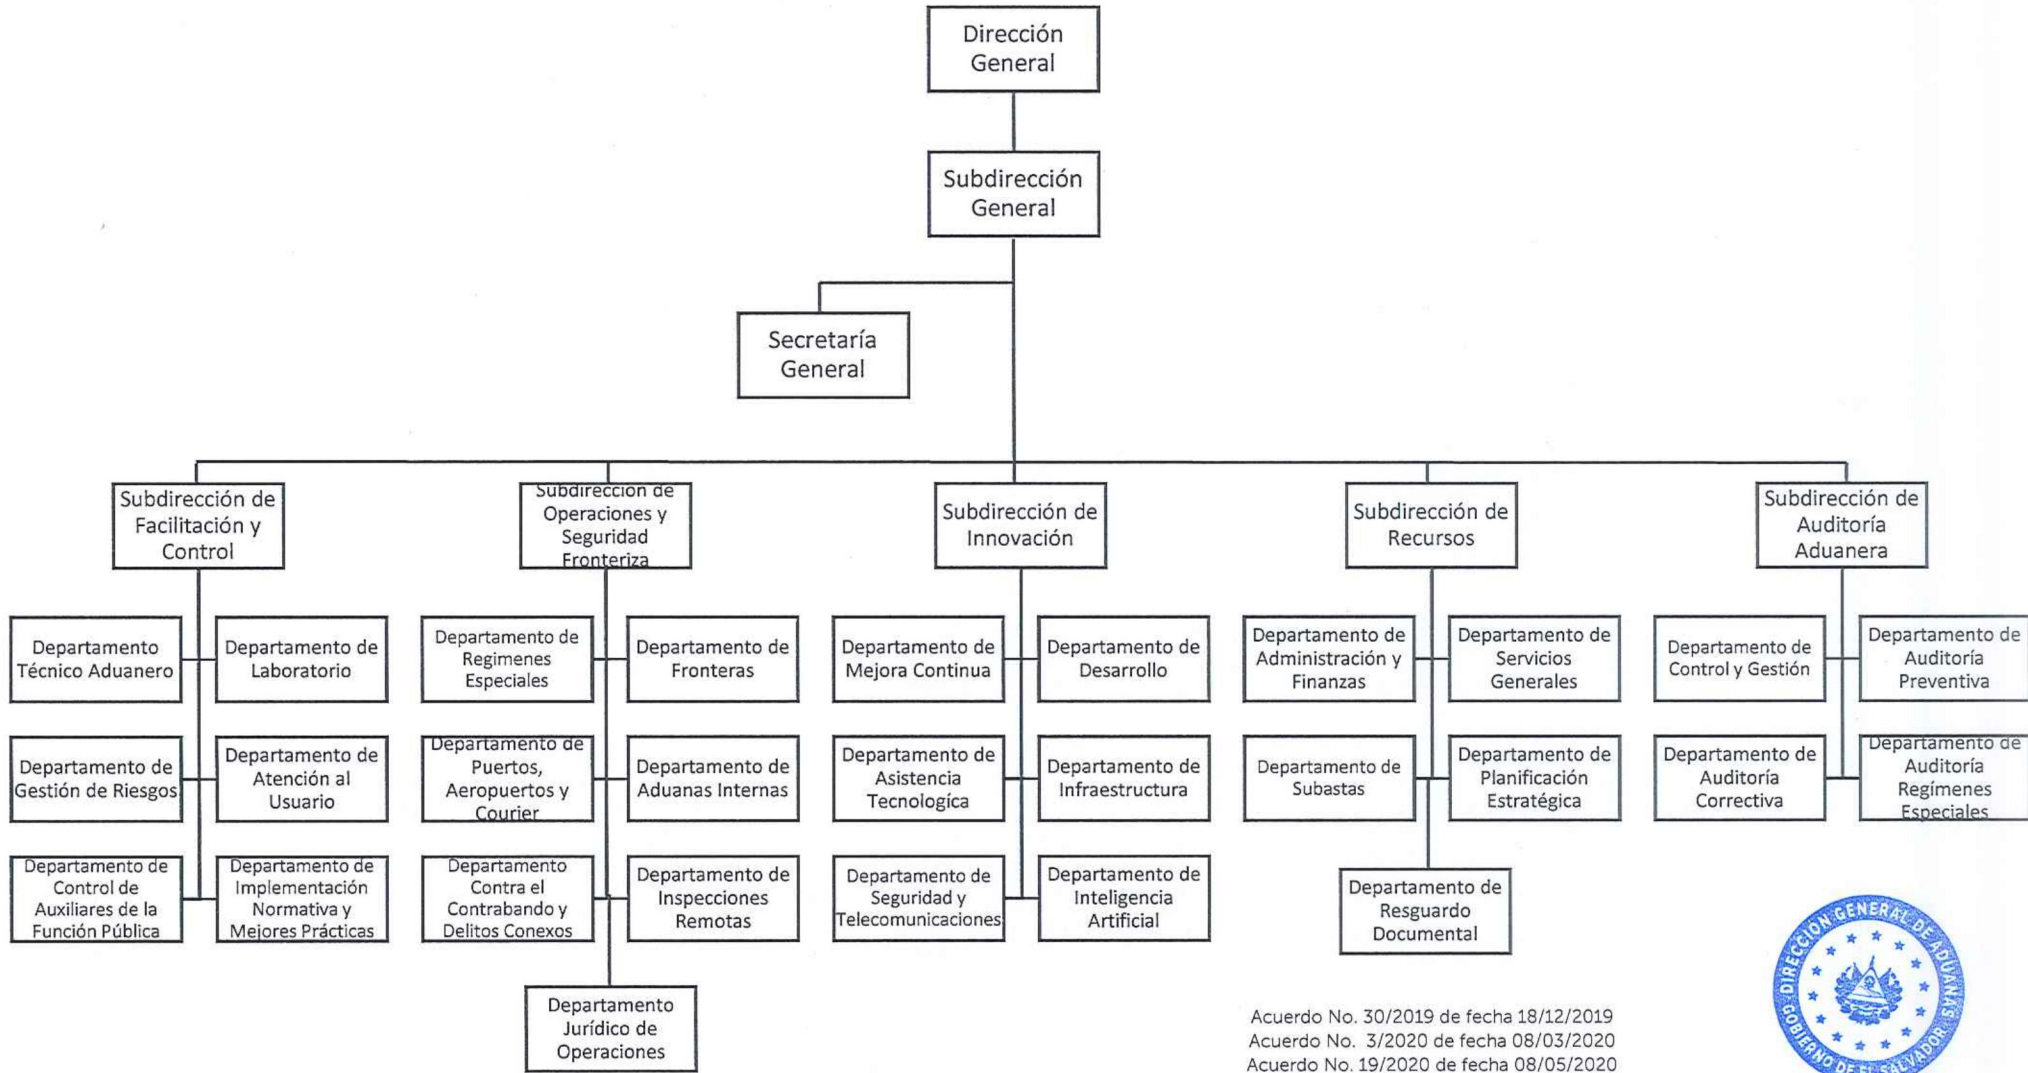 Dirección
General
Subdirección
General
Secretaría
General
Subdirección de
Facilitación y
Control
Subdirección de
Operaciones y
Seguridad
Fronteriza
Subdirección de
Innovación
Subdirección de
Recursos
Subdirección de
Auditoría
Aduanera
Departamento
Técnico Aduanero
Departamento de
Laboratorio
Departamento de
Regimenes
Especiales
Departamento de
Fronteras
Departamento de
Mejora Continua
Departamento de
Desarrollo
Departamento de
Administración y
Finanzas
Departamento de
Servicios
Generales
Departamento de
Control y Gestión
Departamento de
Auditoría
Preventiva
Departamento de
Gestión de Riesgos
Departamento de
Atención al
Usuario
Departamento de
Puertos,
Aeropuertos y
Courier
Departamento de
Aduanas Internas
Departamento de
Asistencia
Tecnologíca
Departamento de
Infraestructura
Departamento de
Subastas
Departamento de
Planificación
Estratégica
Departamento de
Auditoría
Correctiva
Departamento de
Auditoría
Regímenes
Especiales
Departamento de
Control de
Auxiliares de la
Función Pública
Departamento de
Implementación
Normativa y
Mejores Prácticas
Departamento
Contra el
Contrabando y
Delitos Conexos
Departamento de
Inspecciones
Remotas
Departamento de
Seguridad y
Telecomunicaciones
Departamento de
Inteligencia
Artificial
Departamento de
Resguardo
Documental
Departamento
Jurídico de
Operaciones
Acuerdo No. 30/2019 de fecha 18/12/2019
Acuerdo No. 3/2020 de fecha 08/03/2020
Acuerdo No. 19/2020 de fecha 08/05/2020
DIRECCIÓN GENERAL DE ADUANAS
GOBIERNO DE EL SALVADOR